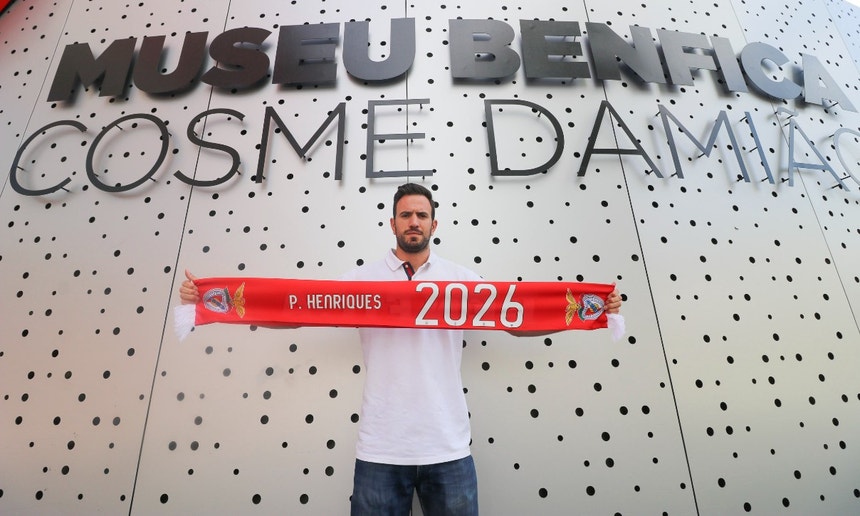 MUSEU BENFICA
COSME DAMIÃO
P. HENRIQUES 2026